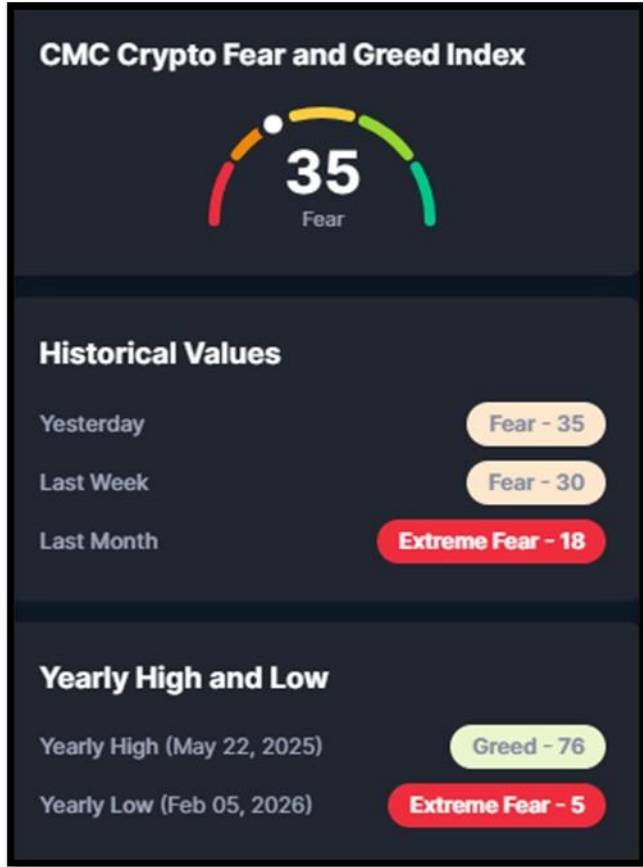 CMC Crypto Fear and Greed Index
35
Fear
Historical Values
Yesterday Fear - 35
Last Week Fear - 30
Last Month Extreme Fear - 18
Yearly High and Low
Yearly High (May 22, 2025) Greed - 76
Yearly Low (Feb 05, 2026) Extreme Fear - 5